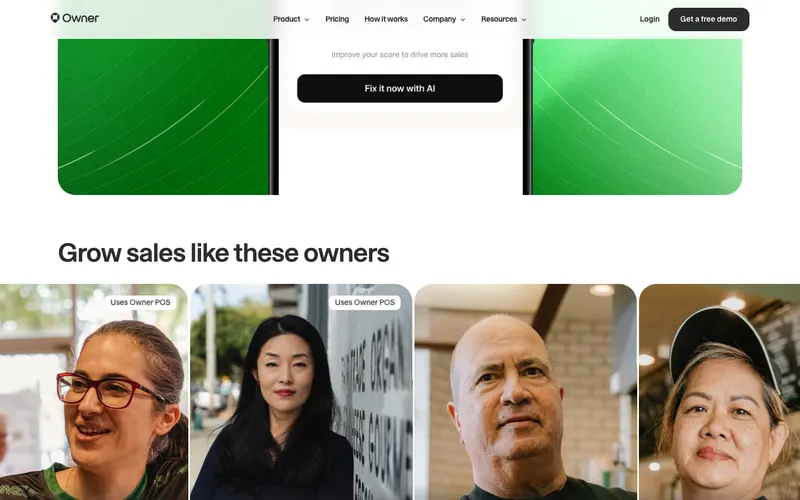 Owner
Product
Pricing
How it works
Company
Resources
Login
Get a free demo
Improve your score to drive more sales
Fix it now with AI
Grow sales like these owners
Uses Owner POS
Uses Owner POS